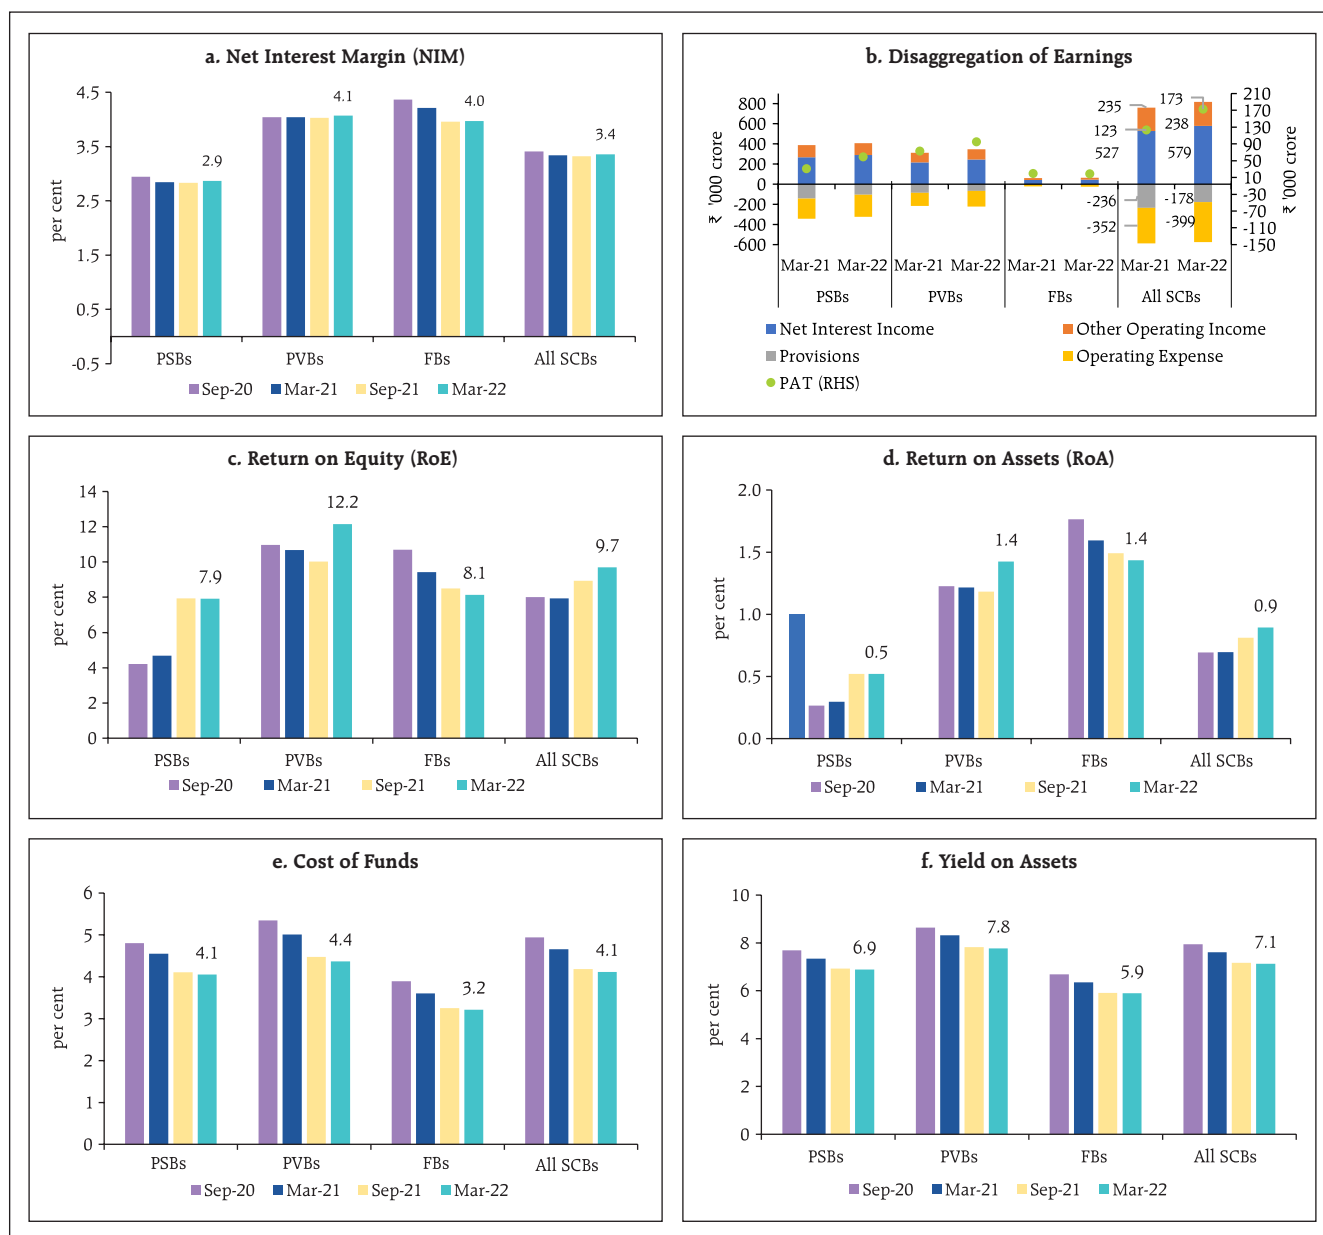 a. Net Interest Margin (NIM)
4.5
3.5
2.5
1.5
0.5
-0.5
per cent
2.9
4.1
4.0
3.4
PSBs PVBs FBs All SCBs
Sep-20 Mar-21 Sep-21 Mar-22
b. Disaggregation of Earnings
800
600
400
200
0
-200
-400
-600
₹ '000 crore
235
123
527
-236
-352
173
238
579
-178
-399
210
170
130
90
50
10
-30
-70
-110
-150
₹ '000 crore
Mar-21 Mar-22 Mar-21 Mar-22 Mar-21 Mar-22 Mar-21 Mar-22
PSBs PVBs FBs All SCBs
Net Interest Income Other Operating Income
Provisions Operating Expense
PAT (RHS)
c. Return on Equity (RoE)
14
12
10
8
6
4
2
0
per cent
7.9
12.2
8.1
9.7
PSBs PVBs FBs All SCBs
Sep-20 Mar-21 Sep-21 Mar-22
d. Return on Assets (RoA)
2.0
1.5
1.0
0.5
0.0
per cent
0.5
1.4
1.4
0.9
PSBs PVBs FBs All SCBs
Sep-20 Mar-21 Sep-21 Mar-22
e. Cost of Funds
6
5
4
3
2
1
0
per cent
4.1
4.4
3.2
4.1
PSBs PVBs FBs All SCBs
Sep-20 Mar-21 Sep-21 Mar-22
f. Yield on Assets
10
8
6
4
2
0
per cent
6.9
7.8
5.9
7.1
PSBs PVBs FBs All SCBs
Sep-20 Mar-21 Sep-21 Mar-22